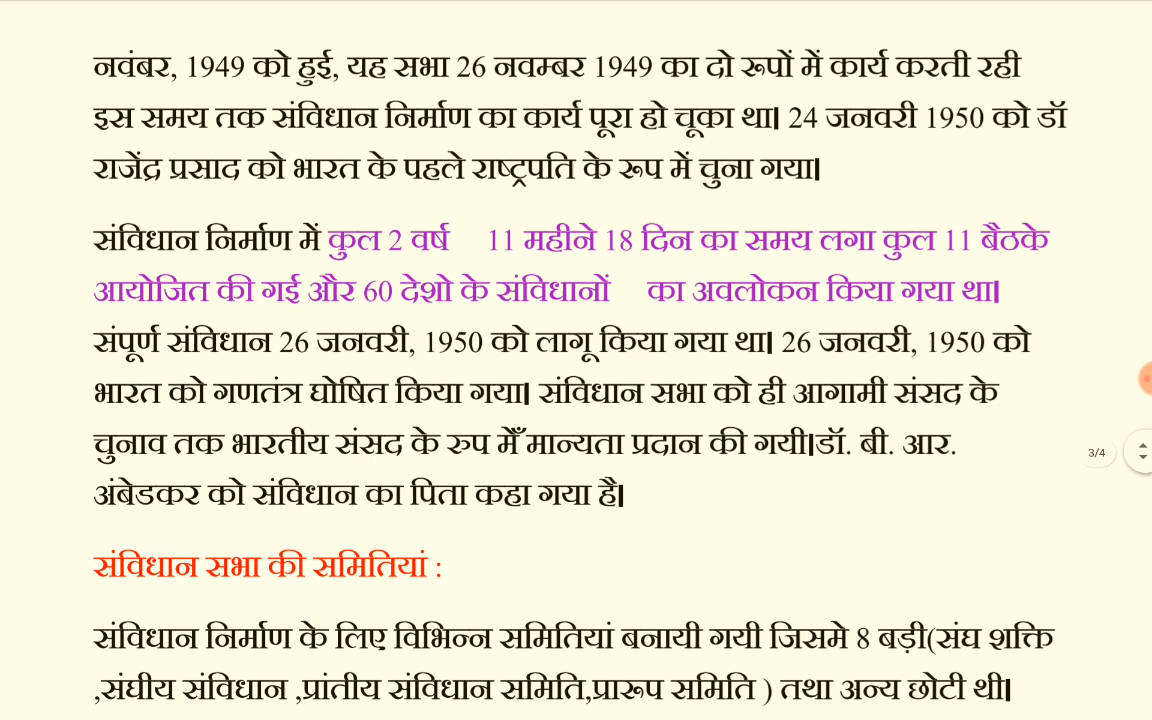 नवंबर, 1949 को हुई, यह सभा 26 नवम्बर 1949 का दो रूपों में कार्य करती रही
इस समय तक संविधान निर्माण का कार्य पूरा हो चूका था। 24 जनवरी 1950 को डॉ
राजेंद्र प्रसाद को भारत के पहले राष्ट्रपति के रूप में चुना गया।
संविधान निर्माण में कुल 2 वर्ष 11 महीने 18 दिन का समय लगा कुल 11 बैठके
आयोजित की गई और 60 देशो के संविधानों का अवलोकन किया गया था।
संपूर्ण संविधान 26 जनवरी, 1950 को लागू किया गया था। 26 जनवरी, 1950 को
भारत को गणतंत्र घोषित किया गया। संविधान सभा को ही आगामी संसद के
चुनाव तक भारतीय संसद के रुप मेँ मान्यता प्रदान की गयी।डॉ. बी. आर.
3/4
अंबेडकर को संविधान का पिता कहा गया है।
संविधान सभा की समितियां :
संविधान निर्माण के लिए विभिन्न समितियां बनायी गयी जिसमे 8 बड़ी(संघ शक्ति
,संघीय संविधान ,प्रांतीय संविधान समिति,प्रारूप समिति ) तथा अन्य छोटी थी।